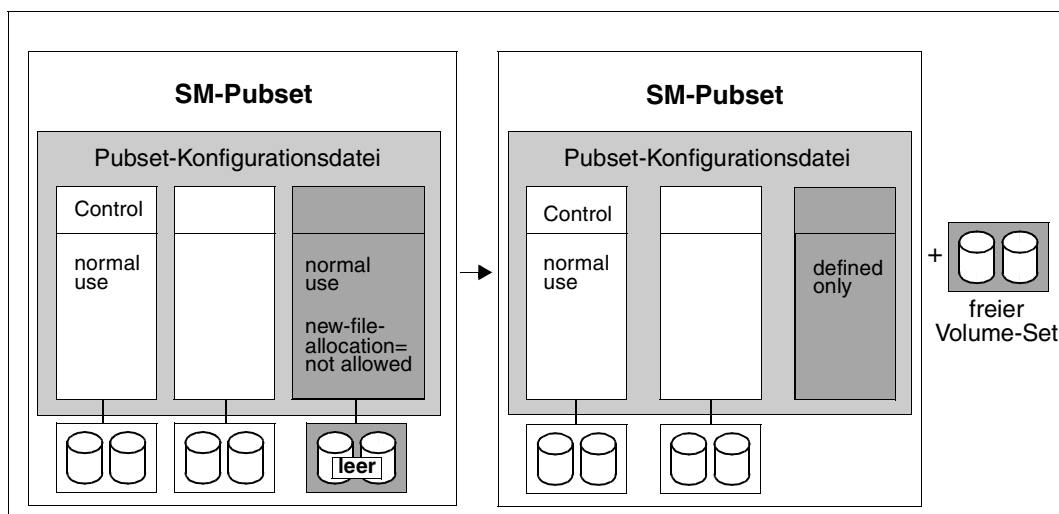 SM-Pubset
Pubset-Konfigurationsdatei
Control
normal
use
normal
use
new-file-
allocation=
not allowed
leer
SM-Pubset
Pubset-Konfigurationsdatei
Control
normal
use
defined
only
+
freier
Volume-Set